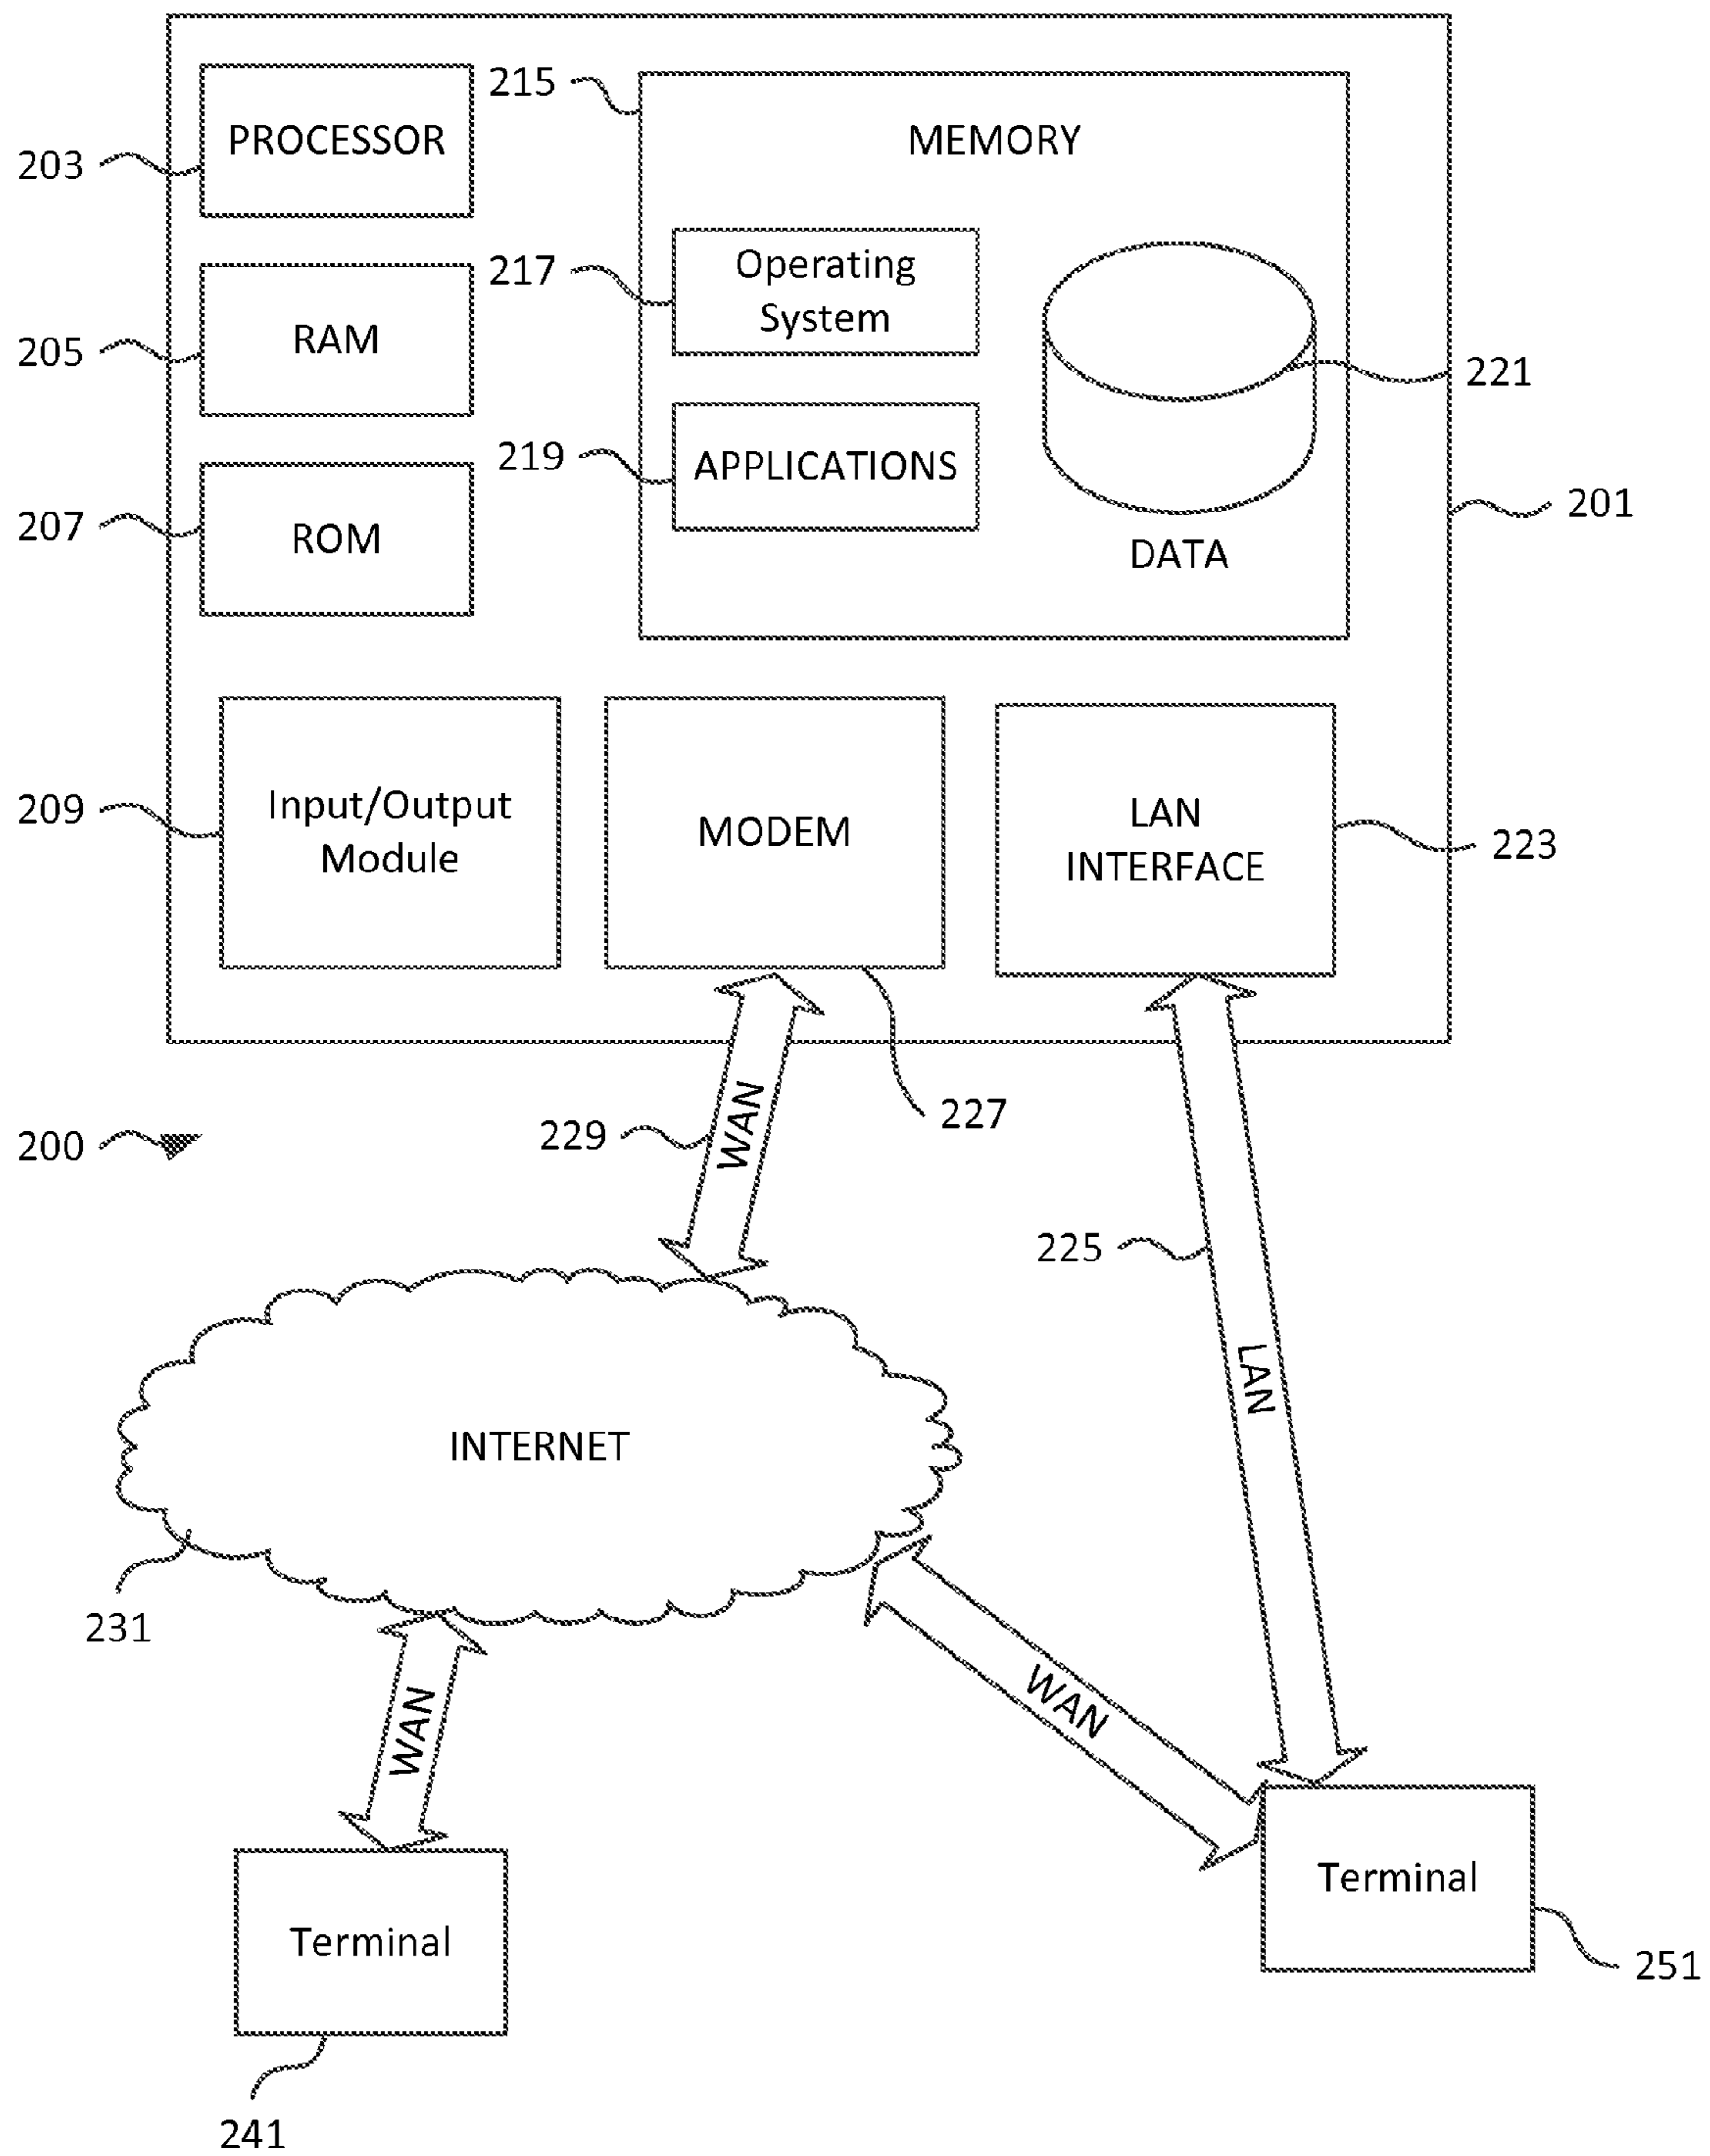 215
PROCESSOR
MEMORY
203
217
Operating
System
205
RAM
221
219
APPLICATIONS
201
207
ROM
DATA
209
Input/Output
Module
MODEM
LAN
INTERFACE
223
227
229
WAN
200
225
LAN
INTERNET
231
WAN
WAN
Terminal
251
Terminal
241